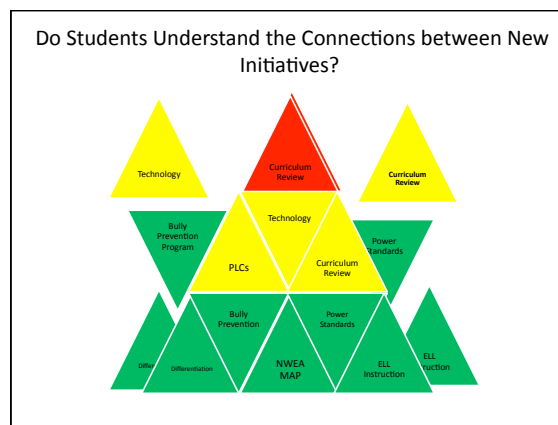 Do Students Understand the Connections between New
Initiatives?
Technology
Curriculum
Review
Curriculum
Review
Bully
Prevention
Program
Technology
Power
Standards
PLCs
Curriculum
Review
Bully
Prevention
Power
Standards
Differentiation
NWEA
MAP
ELL
Instruction
ELL